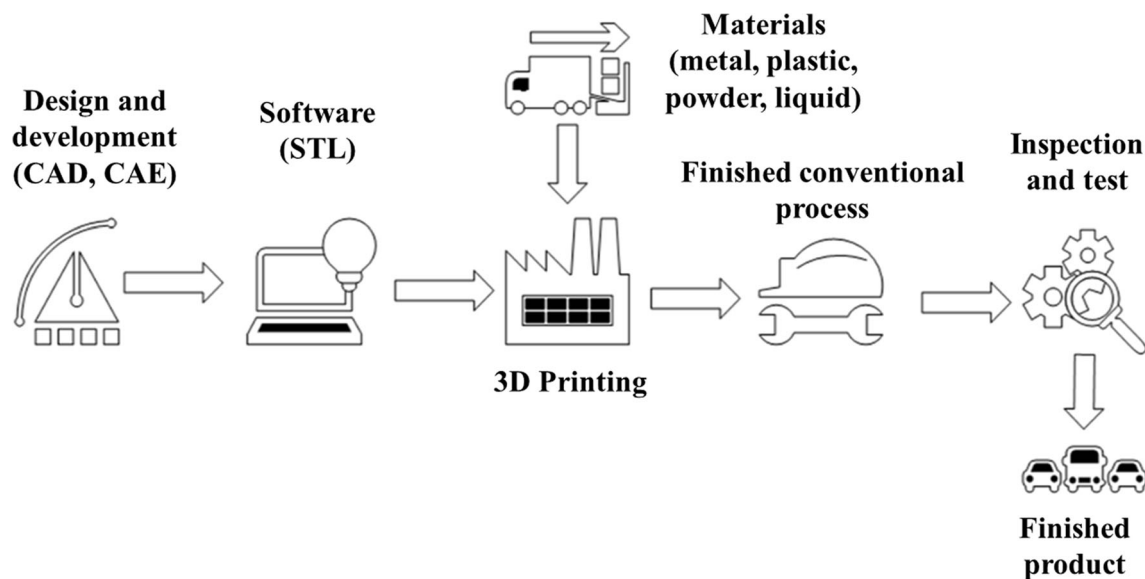 Design and
development
(CAD, CAE)
Software
(STL)
Materials
(metal, plastic,
powder, liquid)
3D Printing
Finished conventional
process
Inspection
and test
Finished
product